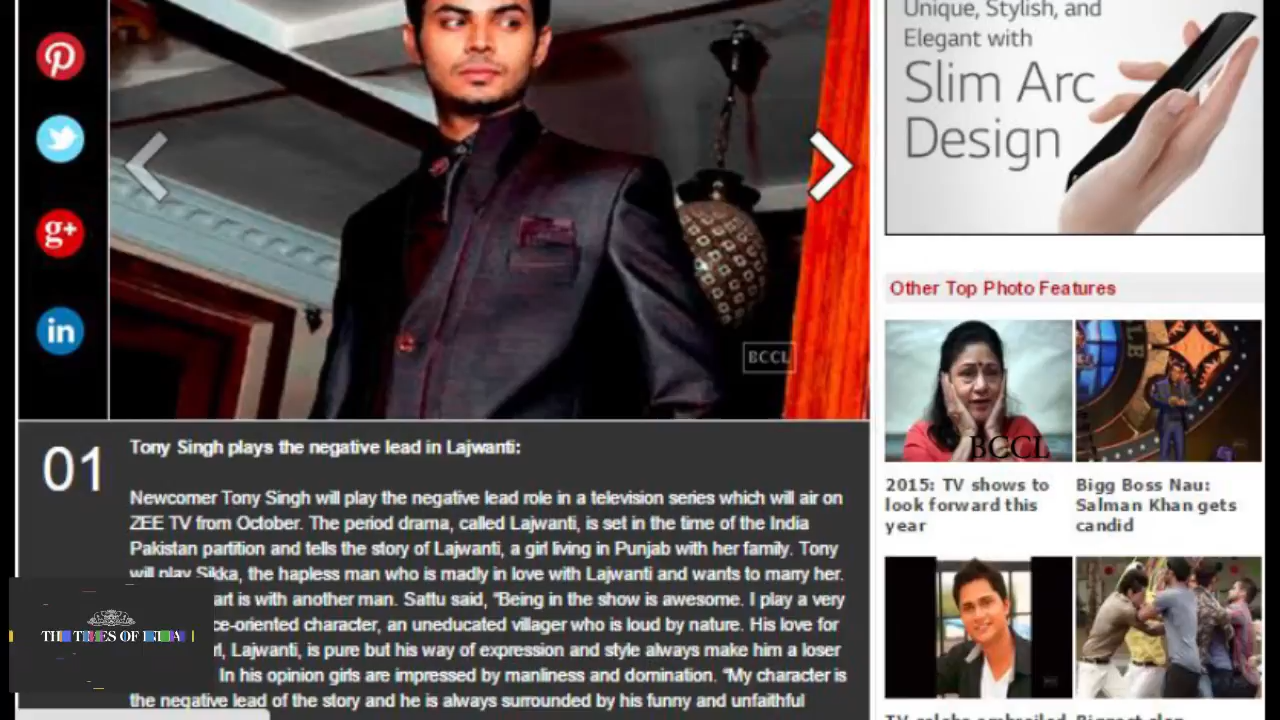 Unique, Stylish, and
Elegant with
Slim Arc
Design
g+
in
BCCL
Other Top Photo Features
BCCL
2015: TV shows to
look forward this
year
Bigg Boss Nau:
Salman Khan gets
candid
01
Tony Singh plays the negative lead in Lajwanti:
Newcomer Tony Singh will play the negative lead role in a television series which will air on
ZEE TV from October. The period drama, called Lajwanti, is set in the time of the India
Pakistan partition and tells the story of Lajwanti, a girl living in Punjab with her family. Tony
will play Sikka, the hapless man who is madly in love with Lajwanti and wants to marry her.
art is with another man. Sattu said, “Being in the show is awesome. I play a very
ce-oriented character, an uneducated villager who is loud by nature. His love for
rl, Lajwanti, is pure but his way of expression and style always make him a loser
In his opinion girls are impressed by manliness and domination. “My character is
the negative lead of the story and he is always surrounded by his funny and unfaithful
THE TIMES OF INDIA
TV celebs embroiled
Biggest slap